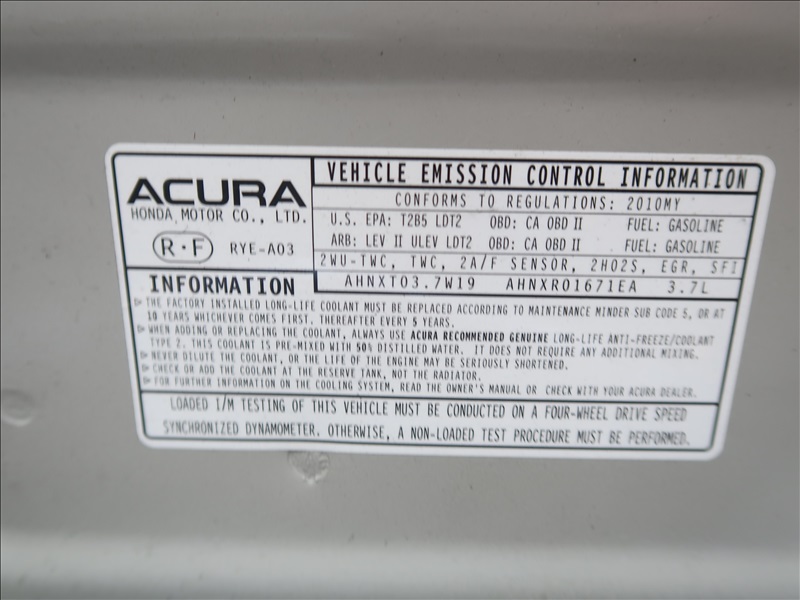 ACURA
HONDA MOTOR CO., LTD.
R·F RYE-A03
VEHICLE EMISSION CONTROL INFORMATION
CONFORMS TO REGULATIONS: 2010MY
U.S. EPA: T2B5 LDT2 OBD: CA OBD II FUEL: GASOLINE
ARB: LEV II ULEV LDT2 OBD: CA OBD II FUEL: GASOLINE
2WU-TWC, TWC, 2A/F SENSOR, 2HO2S, EGR, SFI
AHNXT03.7W19 AHNXR01671EA 3.7L
INFORMATION
▷THE FACTORY INSTALLED LONG-LIFE COOLANT MUST BE REPLACED ACCORDING TO MAINTENANCE MINDER SUB CODE 5, OR AT
10 YEARS WHICHEVER COMES FIRST. THEREAFTER EVERY 5 YEARS.
▷WHEN ADDING OR REPLACING THE COOLANT, ALWAYS USE ACURA RECOMMENDED GENUINE LONG-LIFE ANTI-FREEZE/COOLANT
TYPE 2. THIS COOLANT IS PRE-MIXED WITH 50% DISTILLED WATER. IT DOES NOT REQUIRE ANY ADDITIONAL MIXING.
▷NEVER DILUTE THE COOLANT, OR THE LIFE OF THE ENGINE MAY BE SERIOUSLY SHORTENED.
▷CHECK OR ADD THE COOLANT AT THE RESERVE TANK, NOT THE RADIATOR.
▷FOR FURTHER INFORMATION ON THE COOLING SYSTEM, READ THE OWNER'S MANUAL OR CHECK WITH YOUR ACURA DEALER.
LOADED I/M TESTING OF THIS VEHICLE MUST BE CONDUCTED ON A FOUR-WHEEL DRIVE SPEED
SYNCHRONIZED DYNAMOMETER. OTHERWISE, A NON-LOADED TEST PROCEDURE MUST BE PERFORMED.